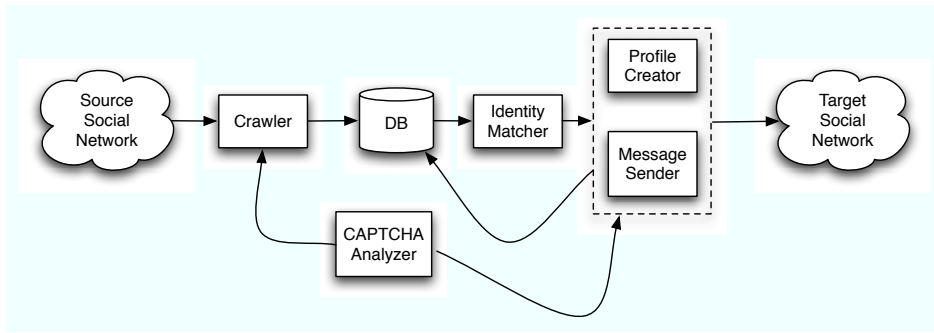 Source
Social
Network
Crawler
DB
Identity
Matcher
Profile
Creator
Message
Sender
Target
Social
Network
CAPTCHA
Analyzer